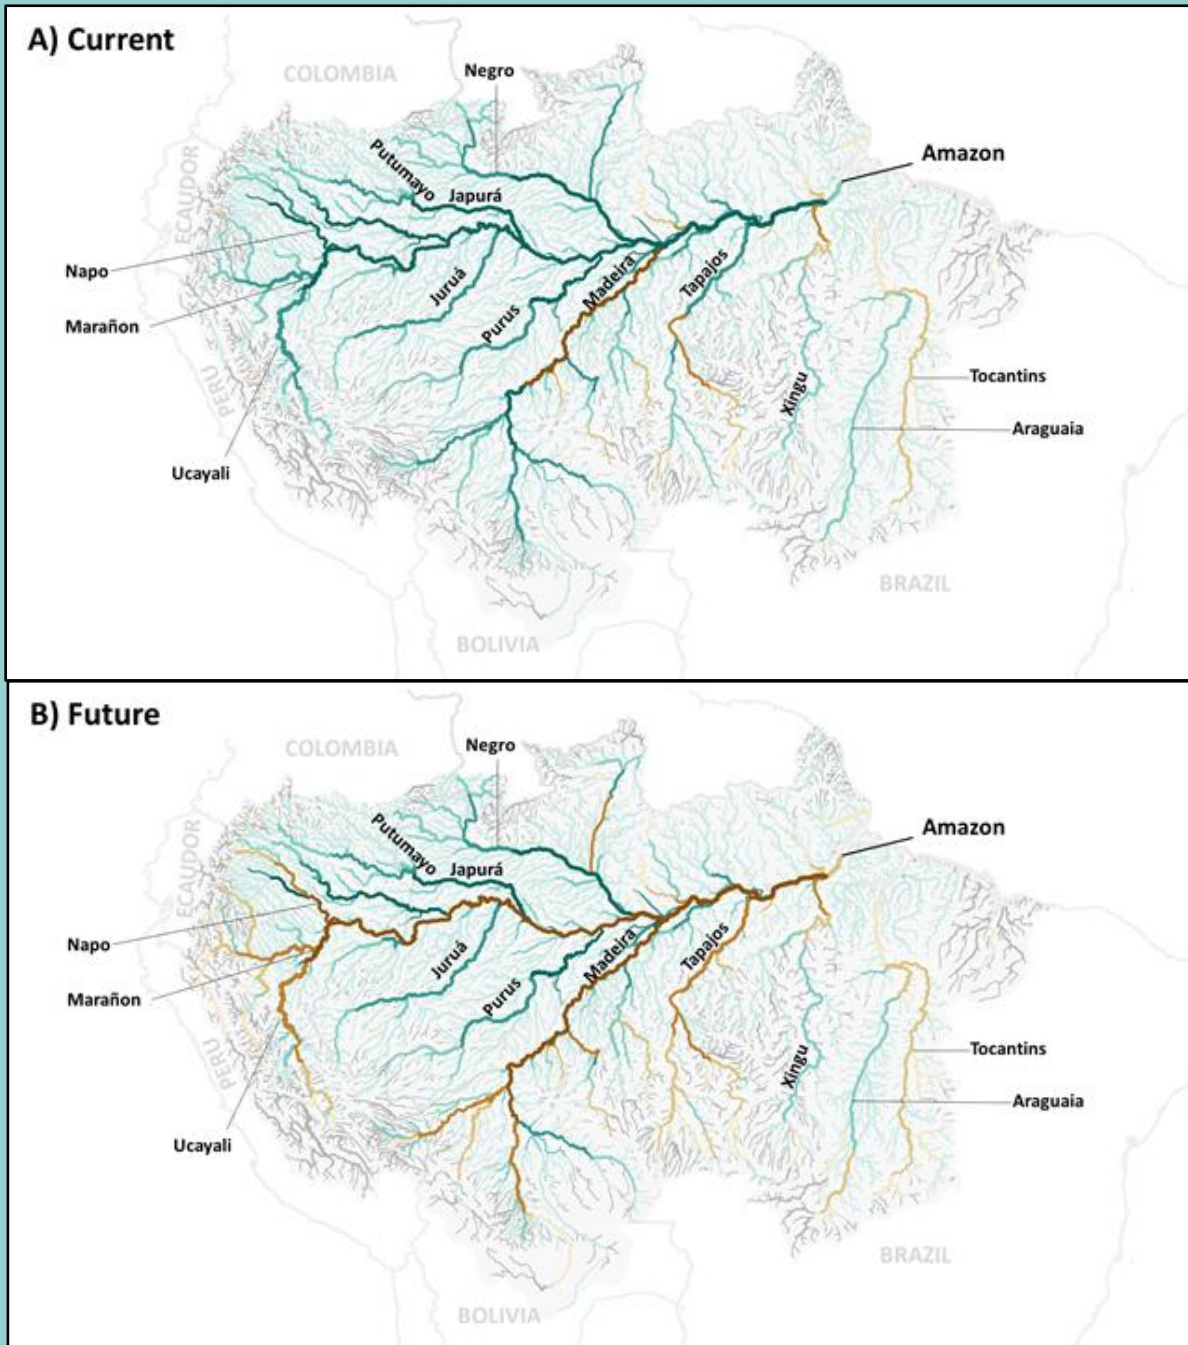 A) Current
COLOMBIA
Negro
ECAUDOR
Putumayo
Japurá
Amazon
Napo
Marañon
Juruá
Purus
Madeira
Tapajos
PERU
Xingu
Tocantins
Araguaia
Ucayali
BRAZIL
BOLIVIA
B) Future
COLOMBIA
Negro
ECAUDOR
Putumayo
Japurá
Amazon
Napo
Marañon
Juruá
Purus
Madeira
Tapajos
PERU
Xingu
Tocantins
Araguaia
Ucayali
BRAZIL
BOLIVIA